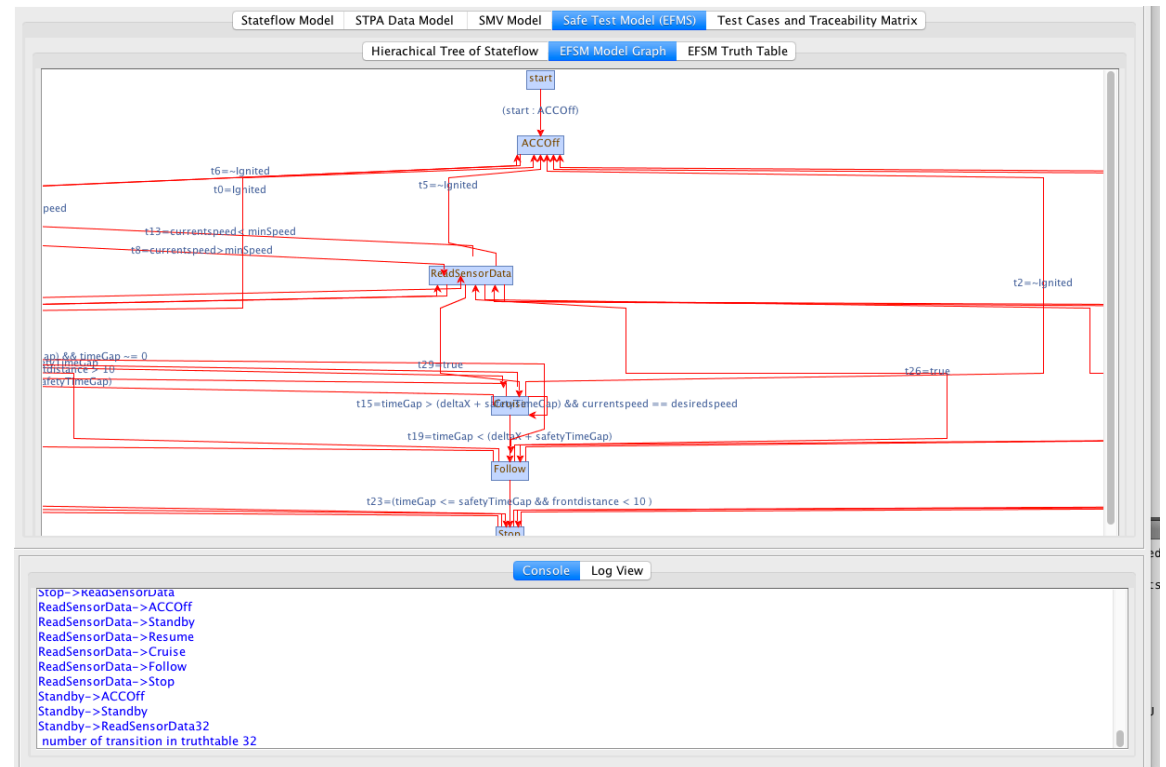 Stateflow Model STPA Data Model SMV Model Safe Test Model (EFMS) Test Cases and Traceability Matrix
Hierachical Tree of Stateflow EFSM Model Graph EFSM Truth Table
start
(start : ACCOff)
ACCOff
t6=~Ignited
t0=Ignited
t5=~Ignited
peed
t13=currentspeed< minSpeed
t8=currentspeed>minSpeed
ReadSensorData
t2=~Ignited
ap) && timeGap ~= 0
tyTimeGap
tdistance > 10
afetyTimeGap)
t29=true
t26=true
Cruise
t15=timeGap > (deltaX + safetyTimeGap) && currentspeed == desiredspeed
t19=timeGap < (deltaX + safetyTimeGap)
Follow
t23=(timeGap <= safetyTimeGap && frontdistance < 10 )
Stop
Console Log View
Stop->ReadSensorData
ReadSensorData->ACCOff
ReadSensorData->Standby
ReadSensorData->Resume
ReadSensorData->Cruise
ReadSensorData->Follow
ReadSensorData->Stop
Standby->ACCOff
Standby->Standby
Standby->ReadSensorData32
number of transition in truthtable 32